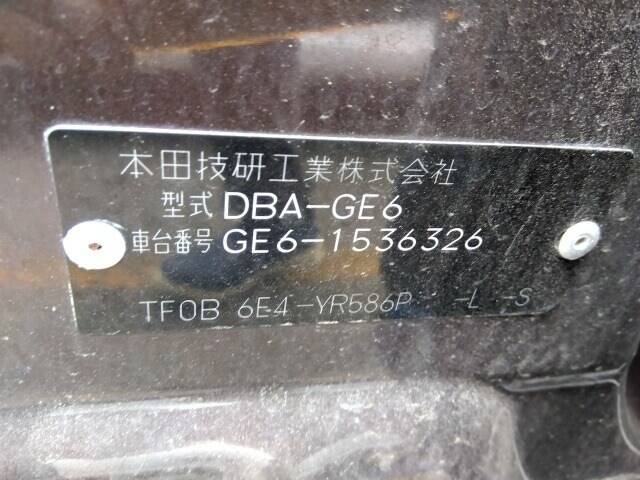 本田技研工業株式会社
型式 DBA-GE6
車台番号 GE6-1536326
TF0B 6E4-YR586P -L -S